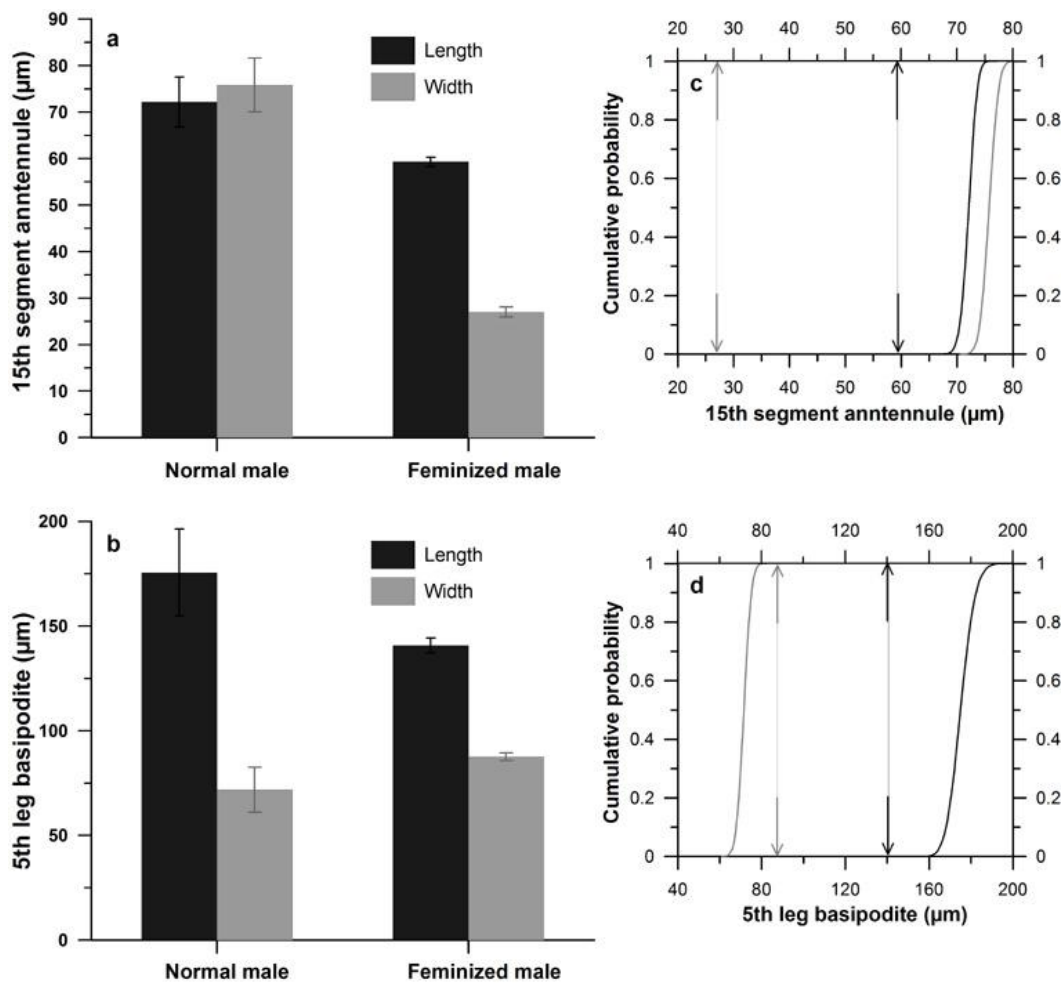 a
Length
Width
15th segment anntennule (µm)
90
80
70
60
50
40
30
20
10
0
Normal male
Feminized male
c
20 30 40 50 60 70 80
Cumulative probability
1
0.8
0.6
0.4
0.2
0
1
0.8
0.6
0.4
0.2
0
20 30 40 50 60 70 80
15th segment anntennule (µm)
b
Length
Width
5th leg basipodite (µm)
200
150
100
50
0
Normal male
Feminized male
d
40 80 120 160 200
Cumulative probability
1
0.8
0.6
0.4
0.2
0
1
0.8
0.6
0.4
0.2
0
40 80 120 160 200
5th leg basipodite (µm)